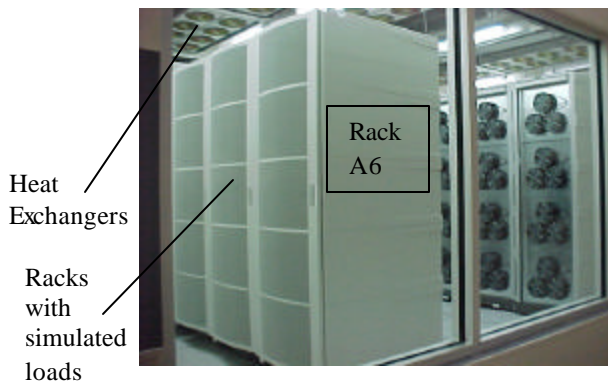 Rack
A6
Heat
Exchangers
Racks
with
simulated
loads